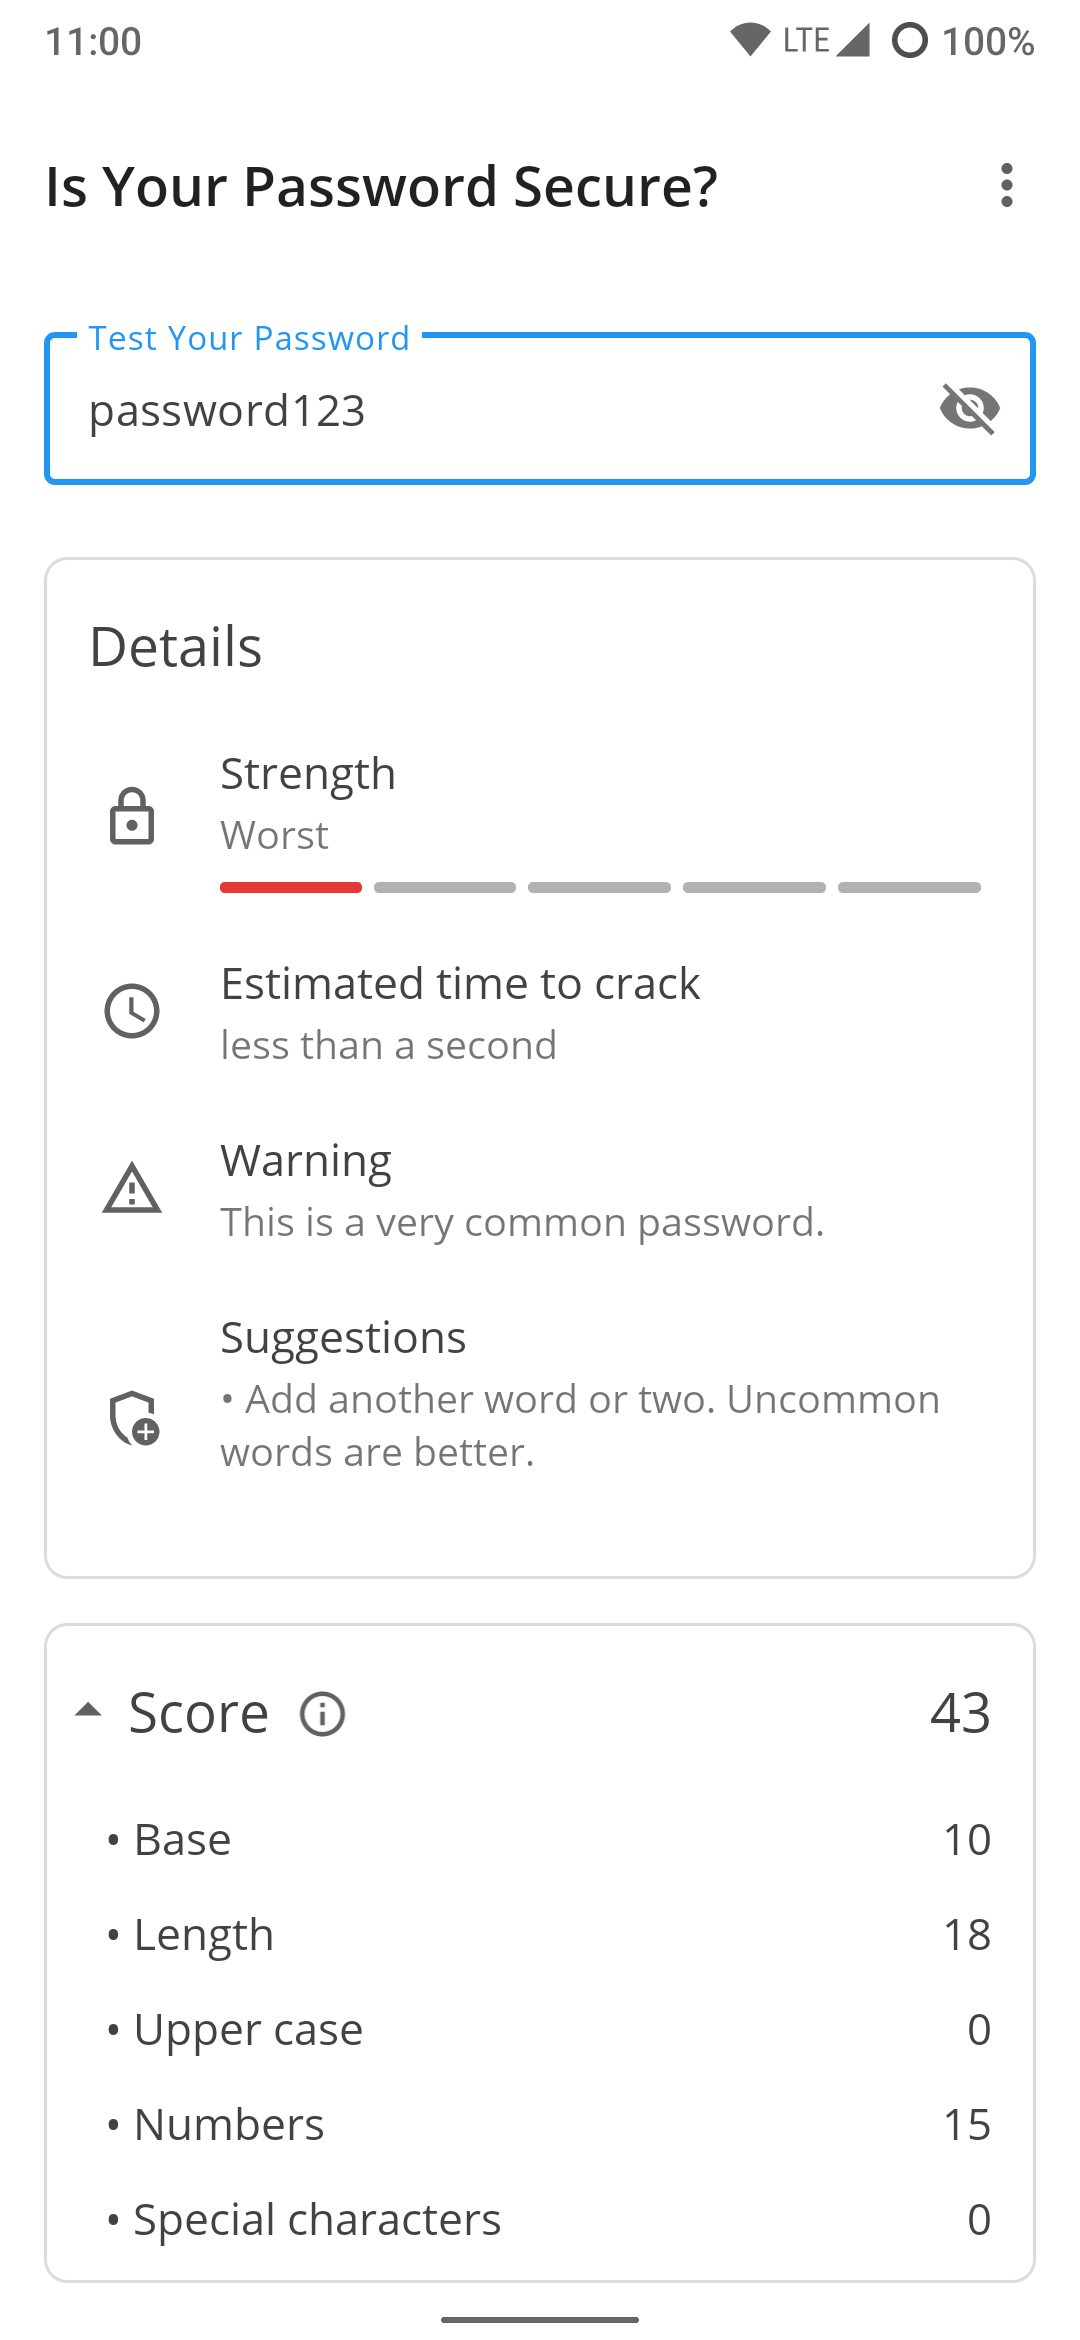 11:00 LTE 100%
Is Your Password Secure?
Test Your Password
password123
Details
Strength
Worst
Estimated time to crack
less than a second
Warning
This is a very common password.
Suggestions
• Add another word or two. Uncommon
words are better.
Score 43
• Base 10
• Length 18
• Upper case 0
• Numbers 15
• Special characters 0